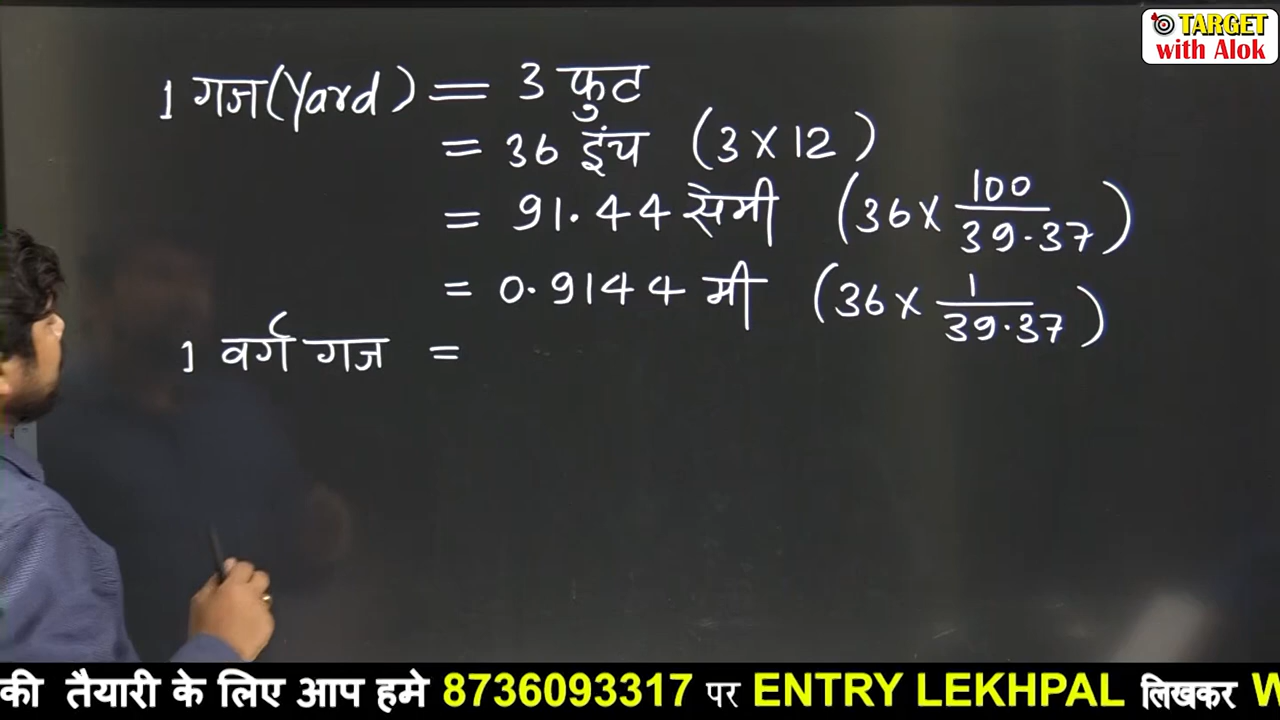 TARGET
with Alok
1 गज(Yard) = 3 फुट
= 36 इंच (3 × 12)
= 91.44 सेमी (36 × 100/39.37)
= 0.9144 मी (36 × 1/39.37)
1 वर्ग गज =
की तैयारी के लिए आप हमे 8736093317 पर ENTRY LEKHPAL लिखकर W